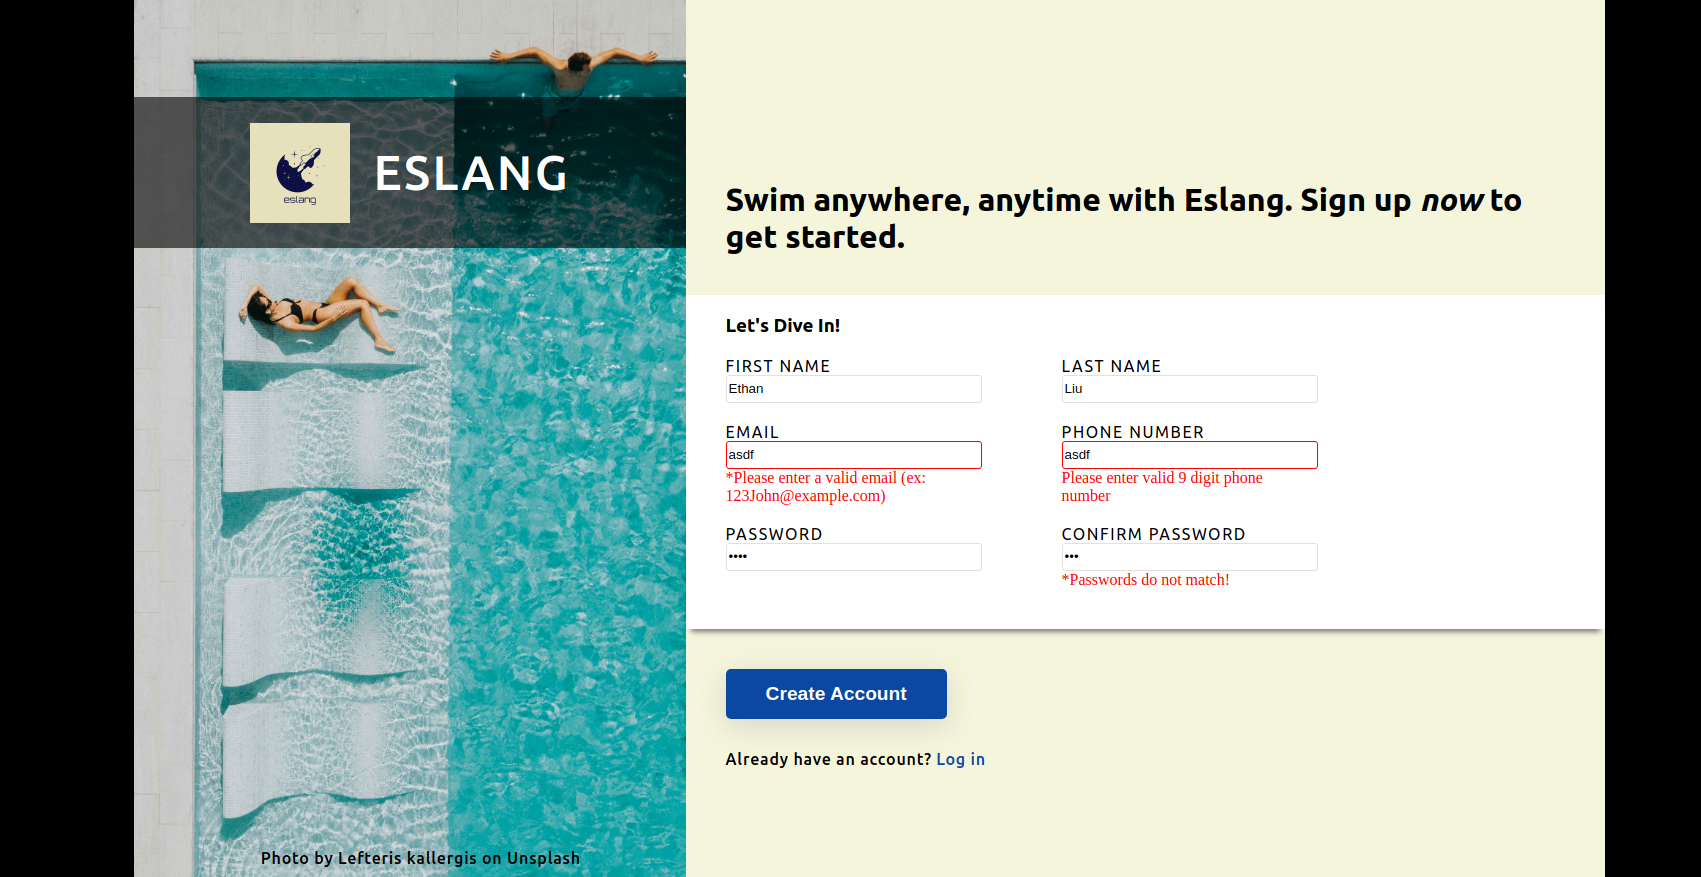 eslang
ESLANG
Photo by Lefteris kallergis on Unsplash
Swim anywhere, anytime with Eslang. Sign up now to
get started.
Let's Dive In!
FIRST NAME
Ethan
LAST NAME
Liu
EMAIL
asdf
*Please enter a valid email (ex:
123John@example.com)
PHONE NUMBER
asdf
Please enter valid 9 digit phone
number
PASSWORD
••••
CONFIRM PASSWORD
•••
*Passwords do not match!
Create Account
Already have an account? Log in